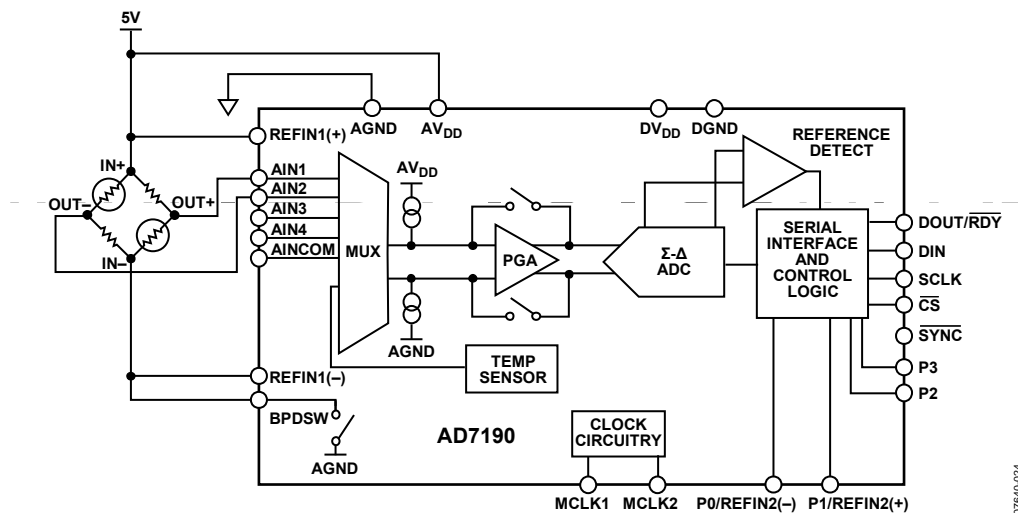 5V
AGND
AVDD
DVDD
DGND
REFIN1(+)
REFERENCE
DETECT
IN+
AIN1
AVDD
OUT–
OUT+
AIN2
AIN3
AIN4
AINCOM
IN–
MUX
PGA
Σ-Δ
ADC
SERIAL
INTERFACE
AND
CONTROL
LOGIC
DOUT/RDY
DIN
SCLK
CS
SYNC
P3
P2
AGND
TEMP
SENSOR
REFIN1(–)
BPDSW
AGND
AD7190
CLOCK
CIRCUITRY
MCLK1
MCLK2
P0/REFIN2(–)
P1/REFIN2(+)
07640-024